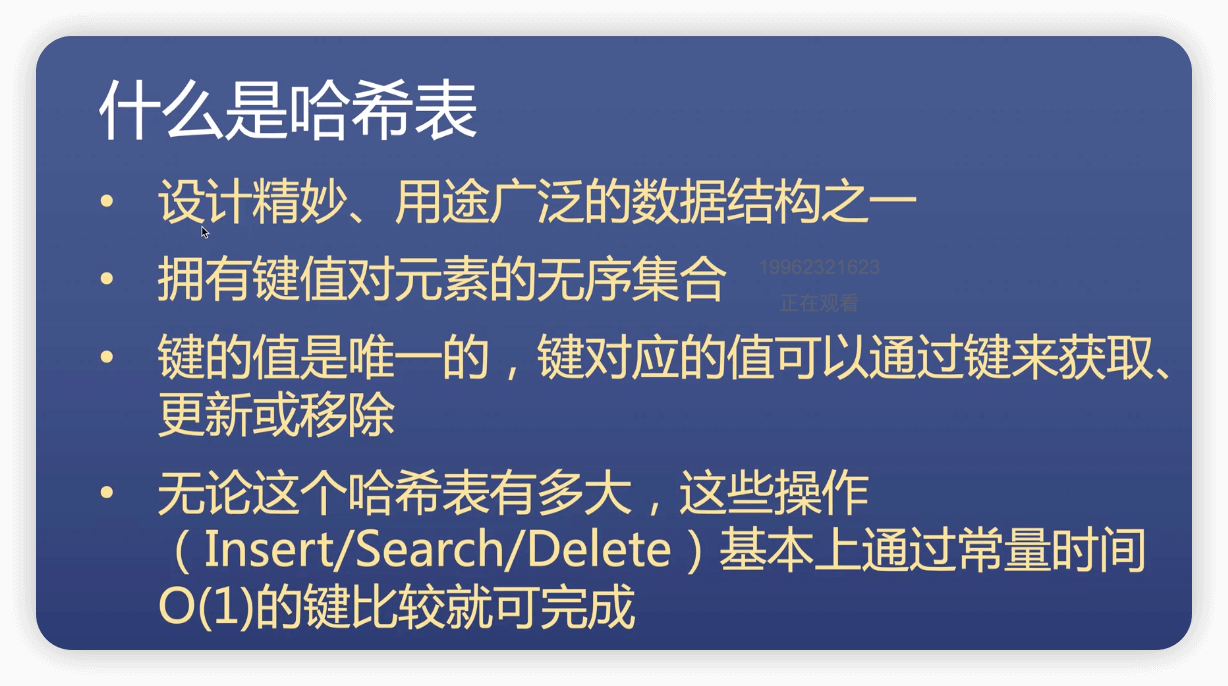 什么是哈希表
• 设计精妙、用途广泛的数据结构之一
• 拥有键值对元素的无序集合
19962321623
正在观看
• 键的值是唯一的，键对应的值可以通过键来获取、
更新或移除
• 无论这个哈希表有多大，这些操作
（Insert/Search/Delete）基本上通过常量时间
O(1)的键比较就可完成